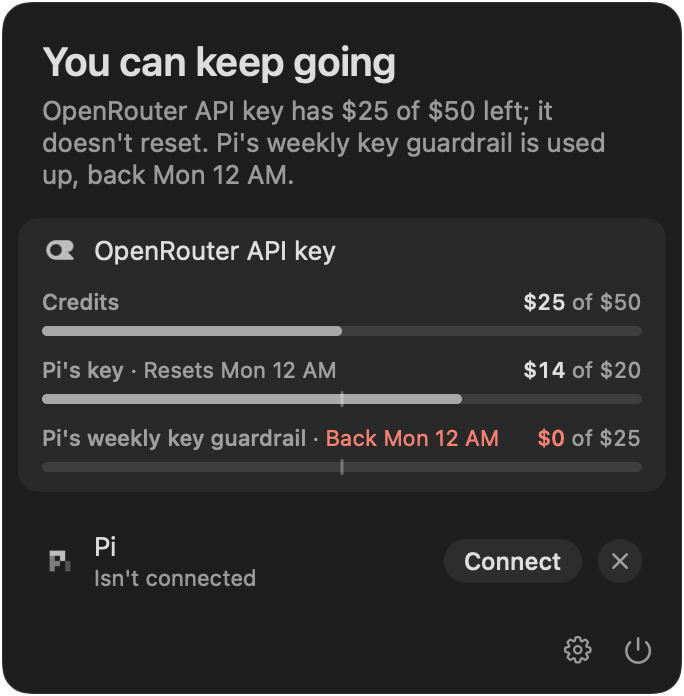 You can keep going
OpenRouter API key has $25 of $50 left; it
doesn't reset. Pi's weekly key guardrail is used
up, back Mon 12 AM.
OpenRouter API key
Credits $25 of $50
Pi's key · Resets Mon 12 AM $14 of $20
Pi's weekly key guardrail · Back Mon 12 AM $0 of $25
Pi
Isn't connected
Connect